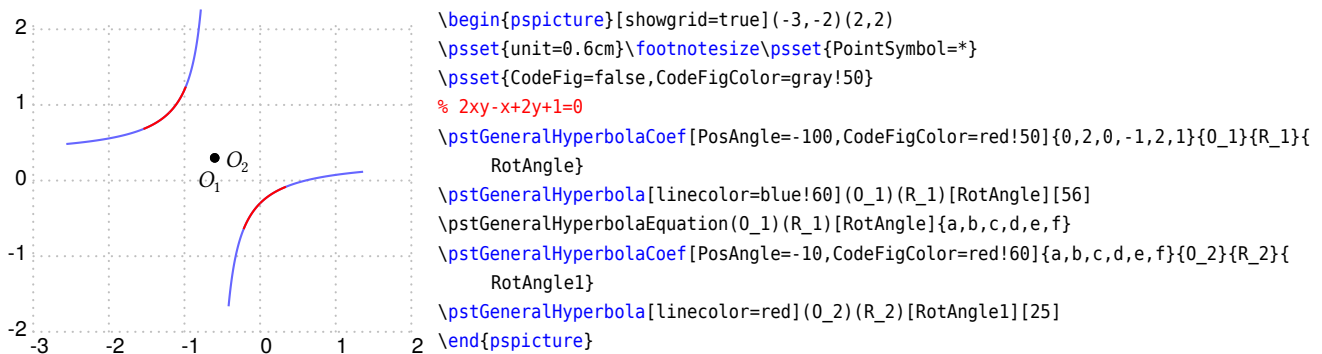 2
1
0
-1
-2
-3
-2
-1
0
1
2
O2
O1
\begin{pspicture}[showgrid=true](-3,-2)(2,2)
\psset{unit=0.6cm}\footnotesize\psset{PointSymbol=*}
\psset{CodeFig=false,CodeFigColor=gray!50}
% 2xy-x+2y+1=0
\pstGeneralHyperbolaCoef[PosAngle=-100,CodeFigColor=red!50]{0,2,0,-1,2,1}{O_1}{R_1}{
RotAngle}
\pstGeneralHyperbola[linecolor=blue!60](O_1)(R_1)[RotAngle][56]
\pstGeneralHyperbolaEquation(O_1)(R_1)[RotAngle]{a,b,c,d,e,f}
\pstGeneralHyperbolaCoef[PosAngle=-10,CodeFigColor=red!60]{a,b,c,d,e,f}{O_2}{R_2}{
RotAngle1}
\pstGeneralHyperbola[linecolor=red](O_2)(R_2)[RotAngle1][25]
\end{pspicture}